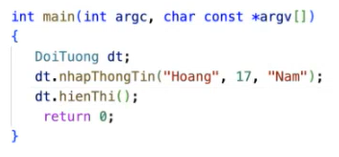 int main(int argc, char const *argv[])
{
DoiTuong dt;
dt.nhapThongTin("Hoang", 17, "Nam");
dt.hienThi();
return 0;
}